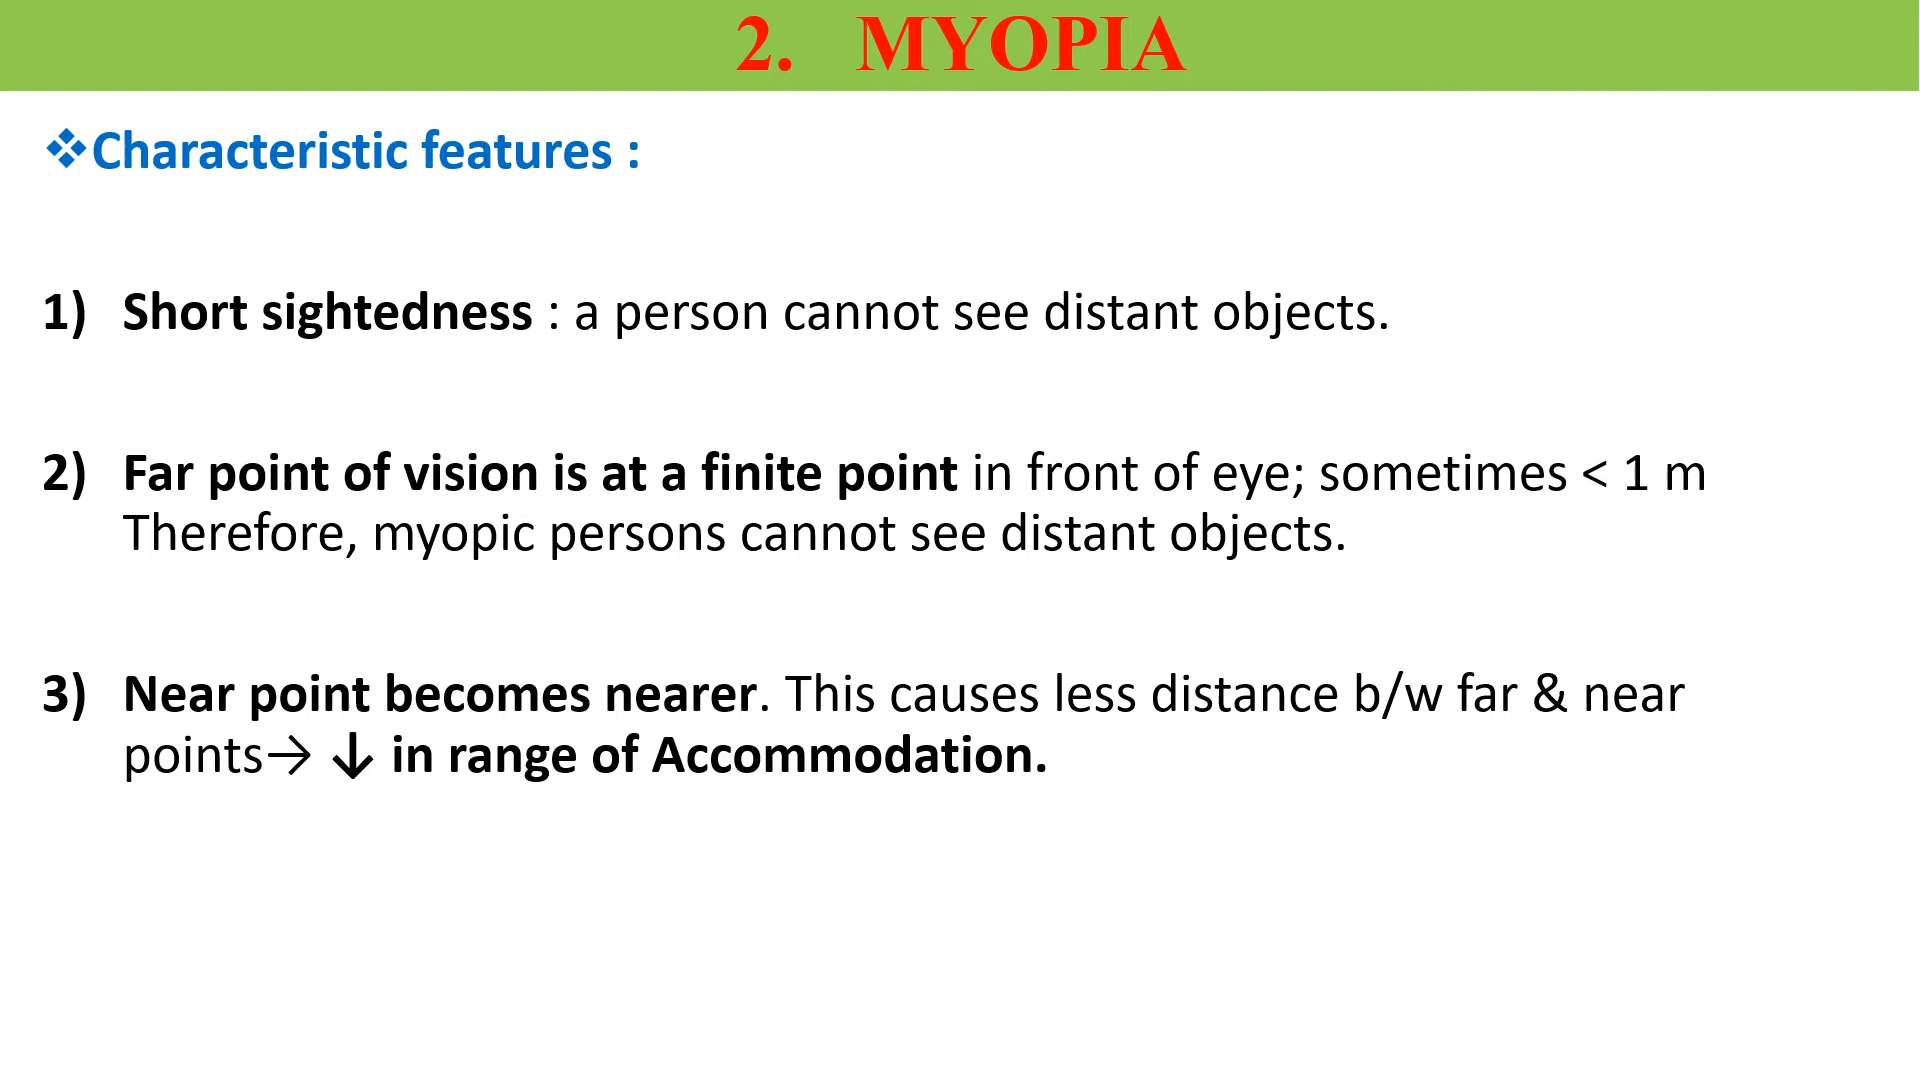 2. MYOPIA
❖Characteristic features :
1) Short sightedness : a person cannot see distant objects.
2) Far point of vision is at a finite point in front of eye; sometimes < 1 m
Therefore, myopic persons cannot see distant objects.
3) Near point becomes nearer. This causes less distance b/w far & near
points→ ↓ in range of Accommodation.